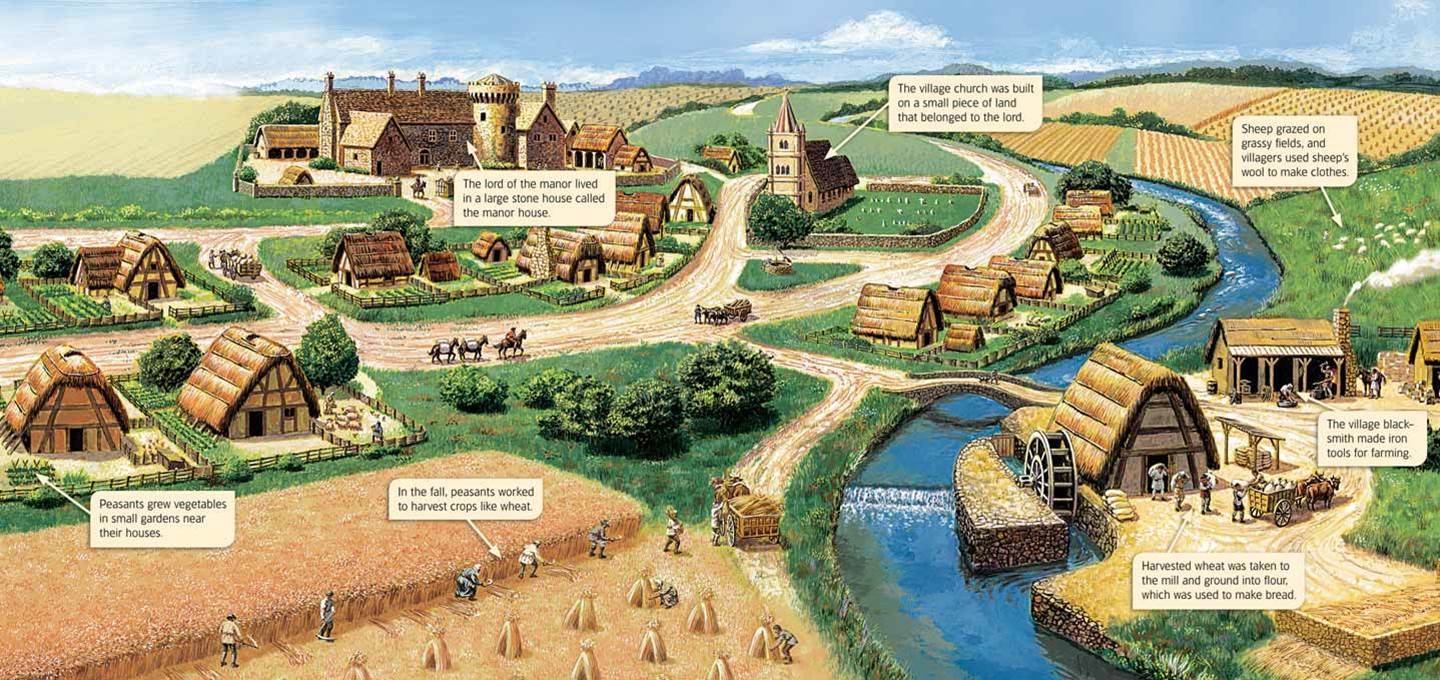 The village church was built
on a small piece of land
that belonged to the lord.
Sheep grazed on
grassy fields, and
villagers used sheep's
wool to make clothes.
The lord of the manor lived
in a large stone house called
the manor house.
The village black-
smith made iron
tools for farming.
Peasants grew vegetables
in small gardens near
their houses.
In the fall, peasants worked
to harvest crops like wheat.
Harvested wheat was taken to
the mill and ground into flour,
which was used to make bread.